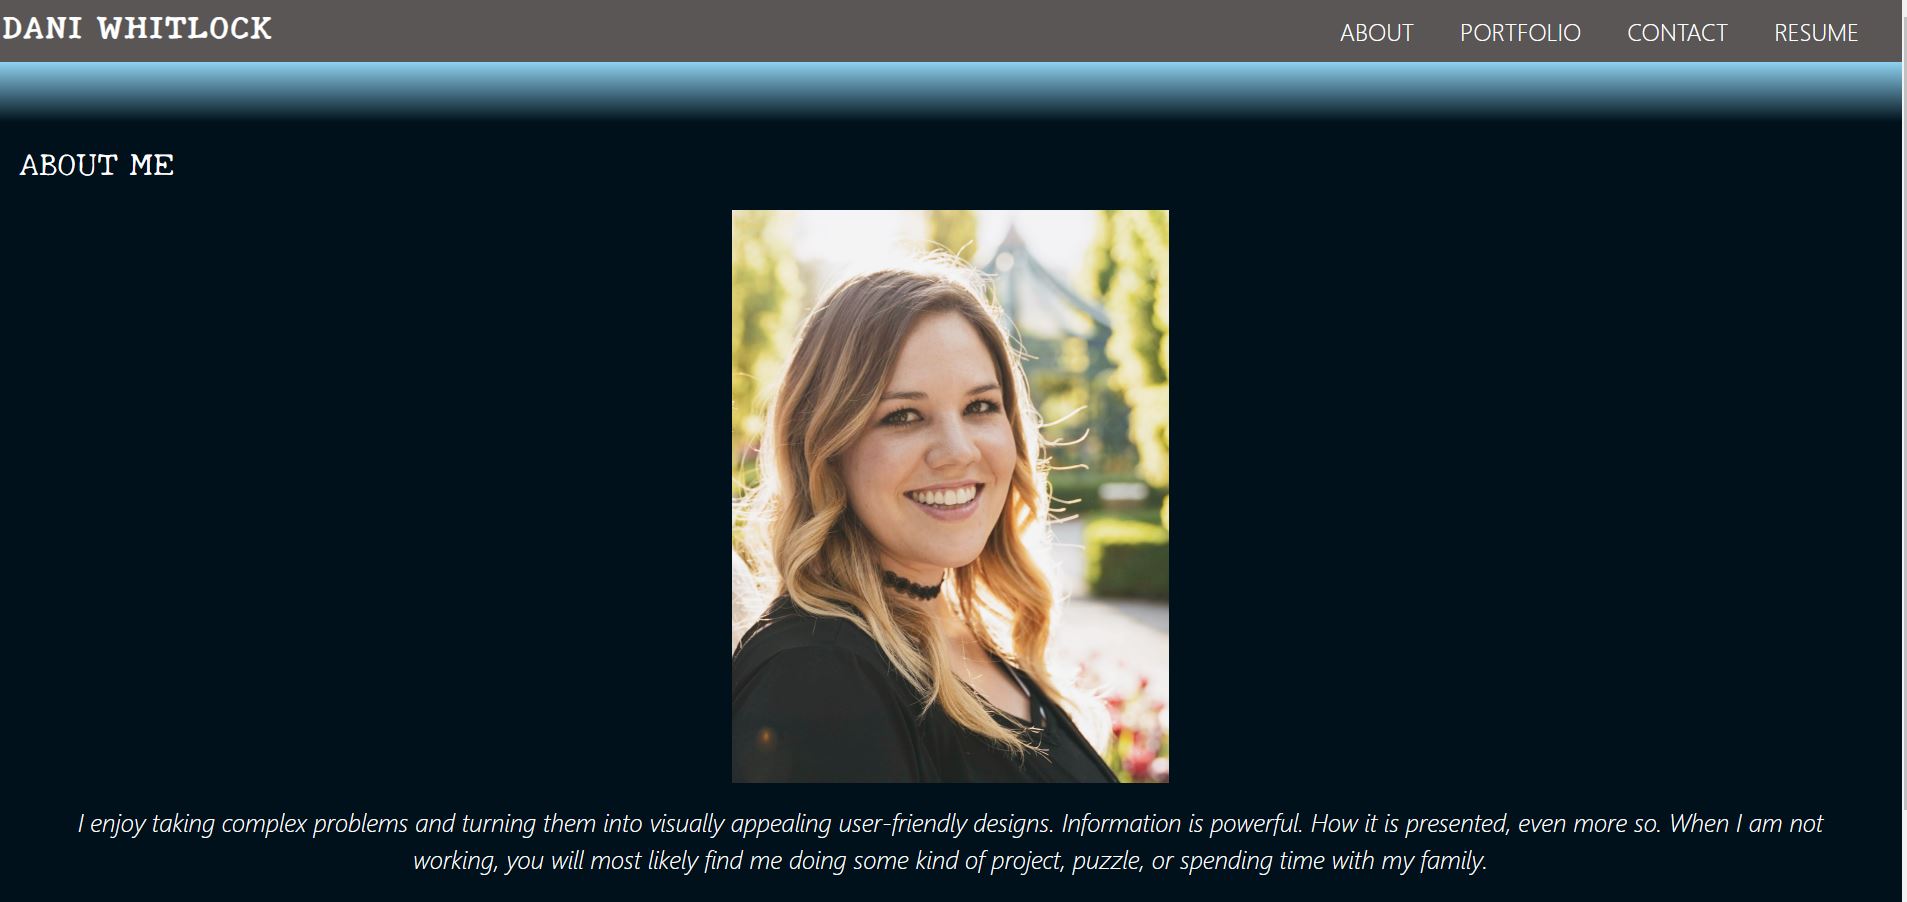 DANI WHITLOCK
ABOUT PORTFOLIO CONTACT RESUME
ABOUT ME
I enjoy taking complex problems and turning them into visually appealing user-friendly designs. Information is powerful. How it is presented, even more so. When I am not
working, you will most likely find me doing some kind of project, puzzle, or spending time with my family.